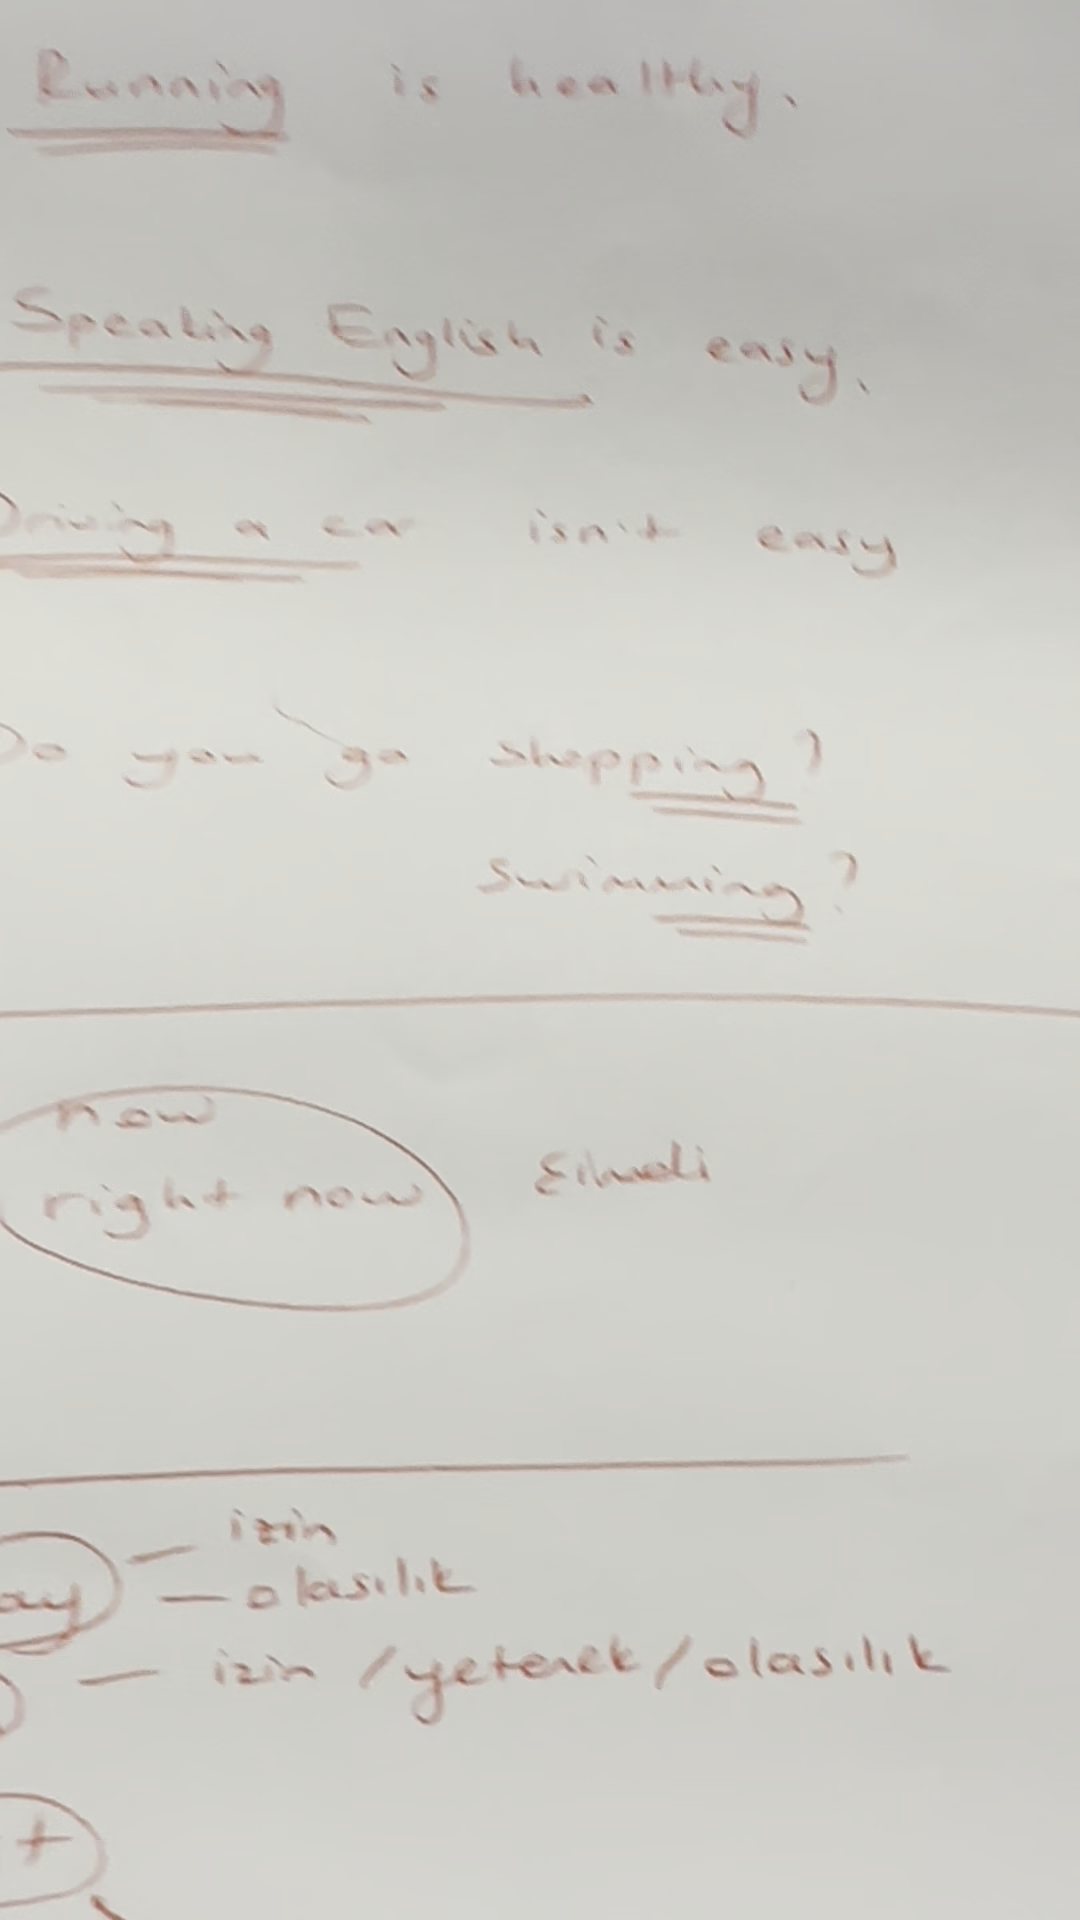 Running is healthy.
Speaking English is easy.
Driving a car isn't easy
Do you go shopping?
swimming?
now
right now şimdi
izin
ay — olasılık
— izin / yetenek / olasılık
t